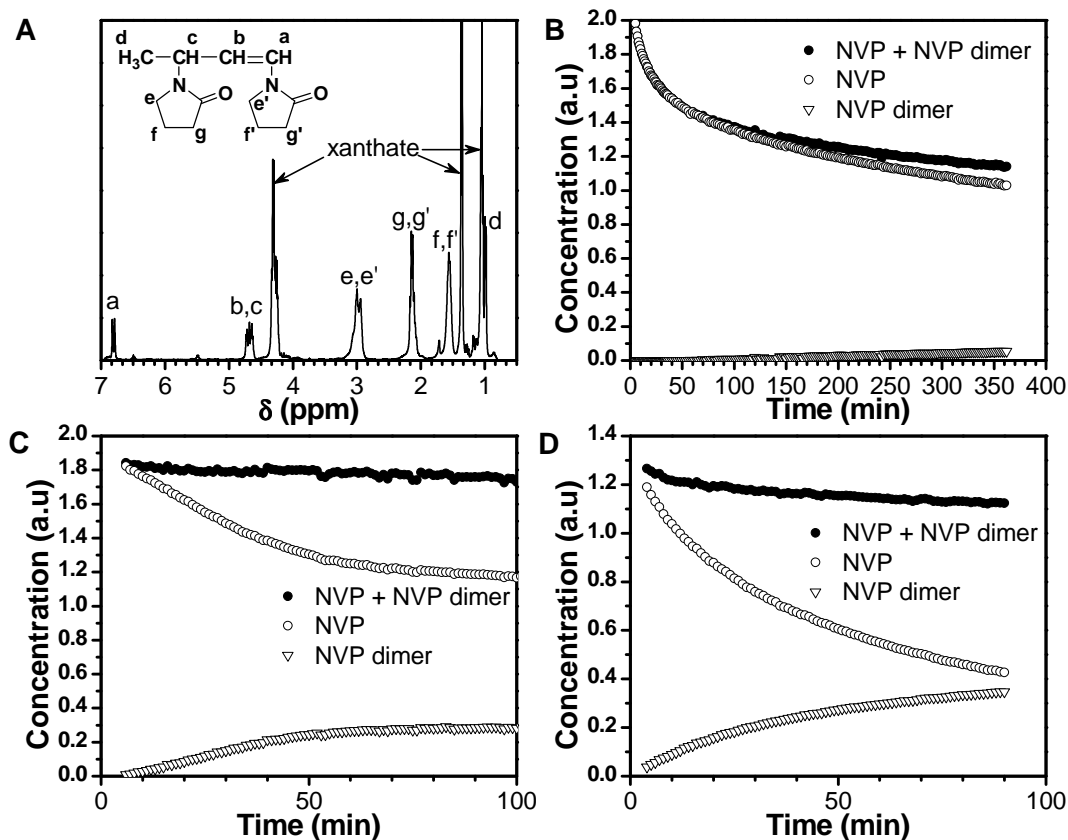 A
d c b a
H₃C—CH—CH=CH
N O N O
e e'
f g f' g'
xanthate
g,g'
f,f'
d
e,e'
a
b,c
7 6 5 4 3 2 1
δ (ppm)
B
2.0
1.8
1.6
1.4
1.2
1.0
0.8
0.6
0.4
0.2
0.0
Concentration (a.u)
NVP + NVP dimer
NVP
NVP dimer
0 50 100 150 200 250 300 350 400
Time (min)
C
2.0
1.8
1.6
1.4
1.2
1.0
0.8
0.6
0.4
0.2
0.0
Concentration (a.u)
NVP + NVP dimer
NVP
NVP dimer
0 50 100
Time (min)
D
1.4
1.2
1.0
0.8
0.6
0.4
0.2
0.0
Concentration (a.u)
NVP + NVP dimer
NVP
NVP dimer
0 50 100
Time (min)